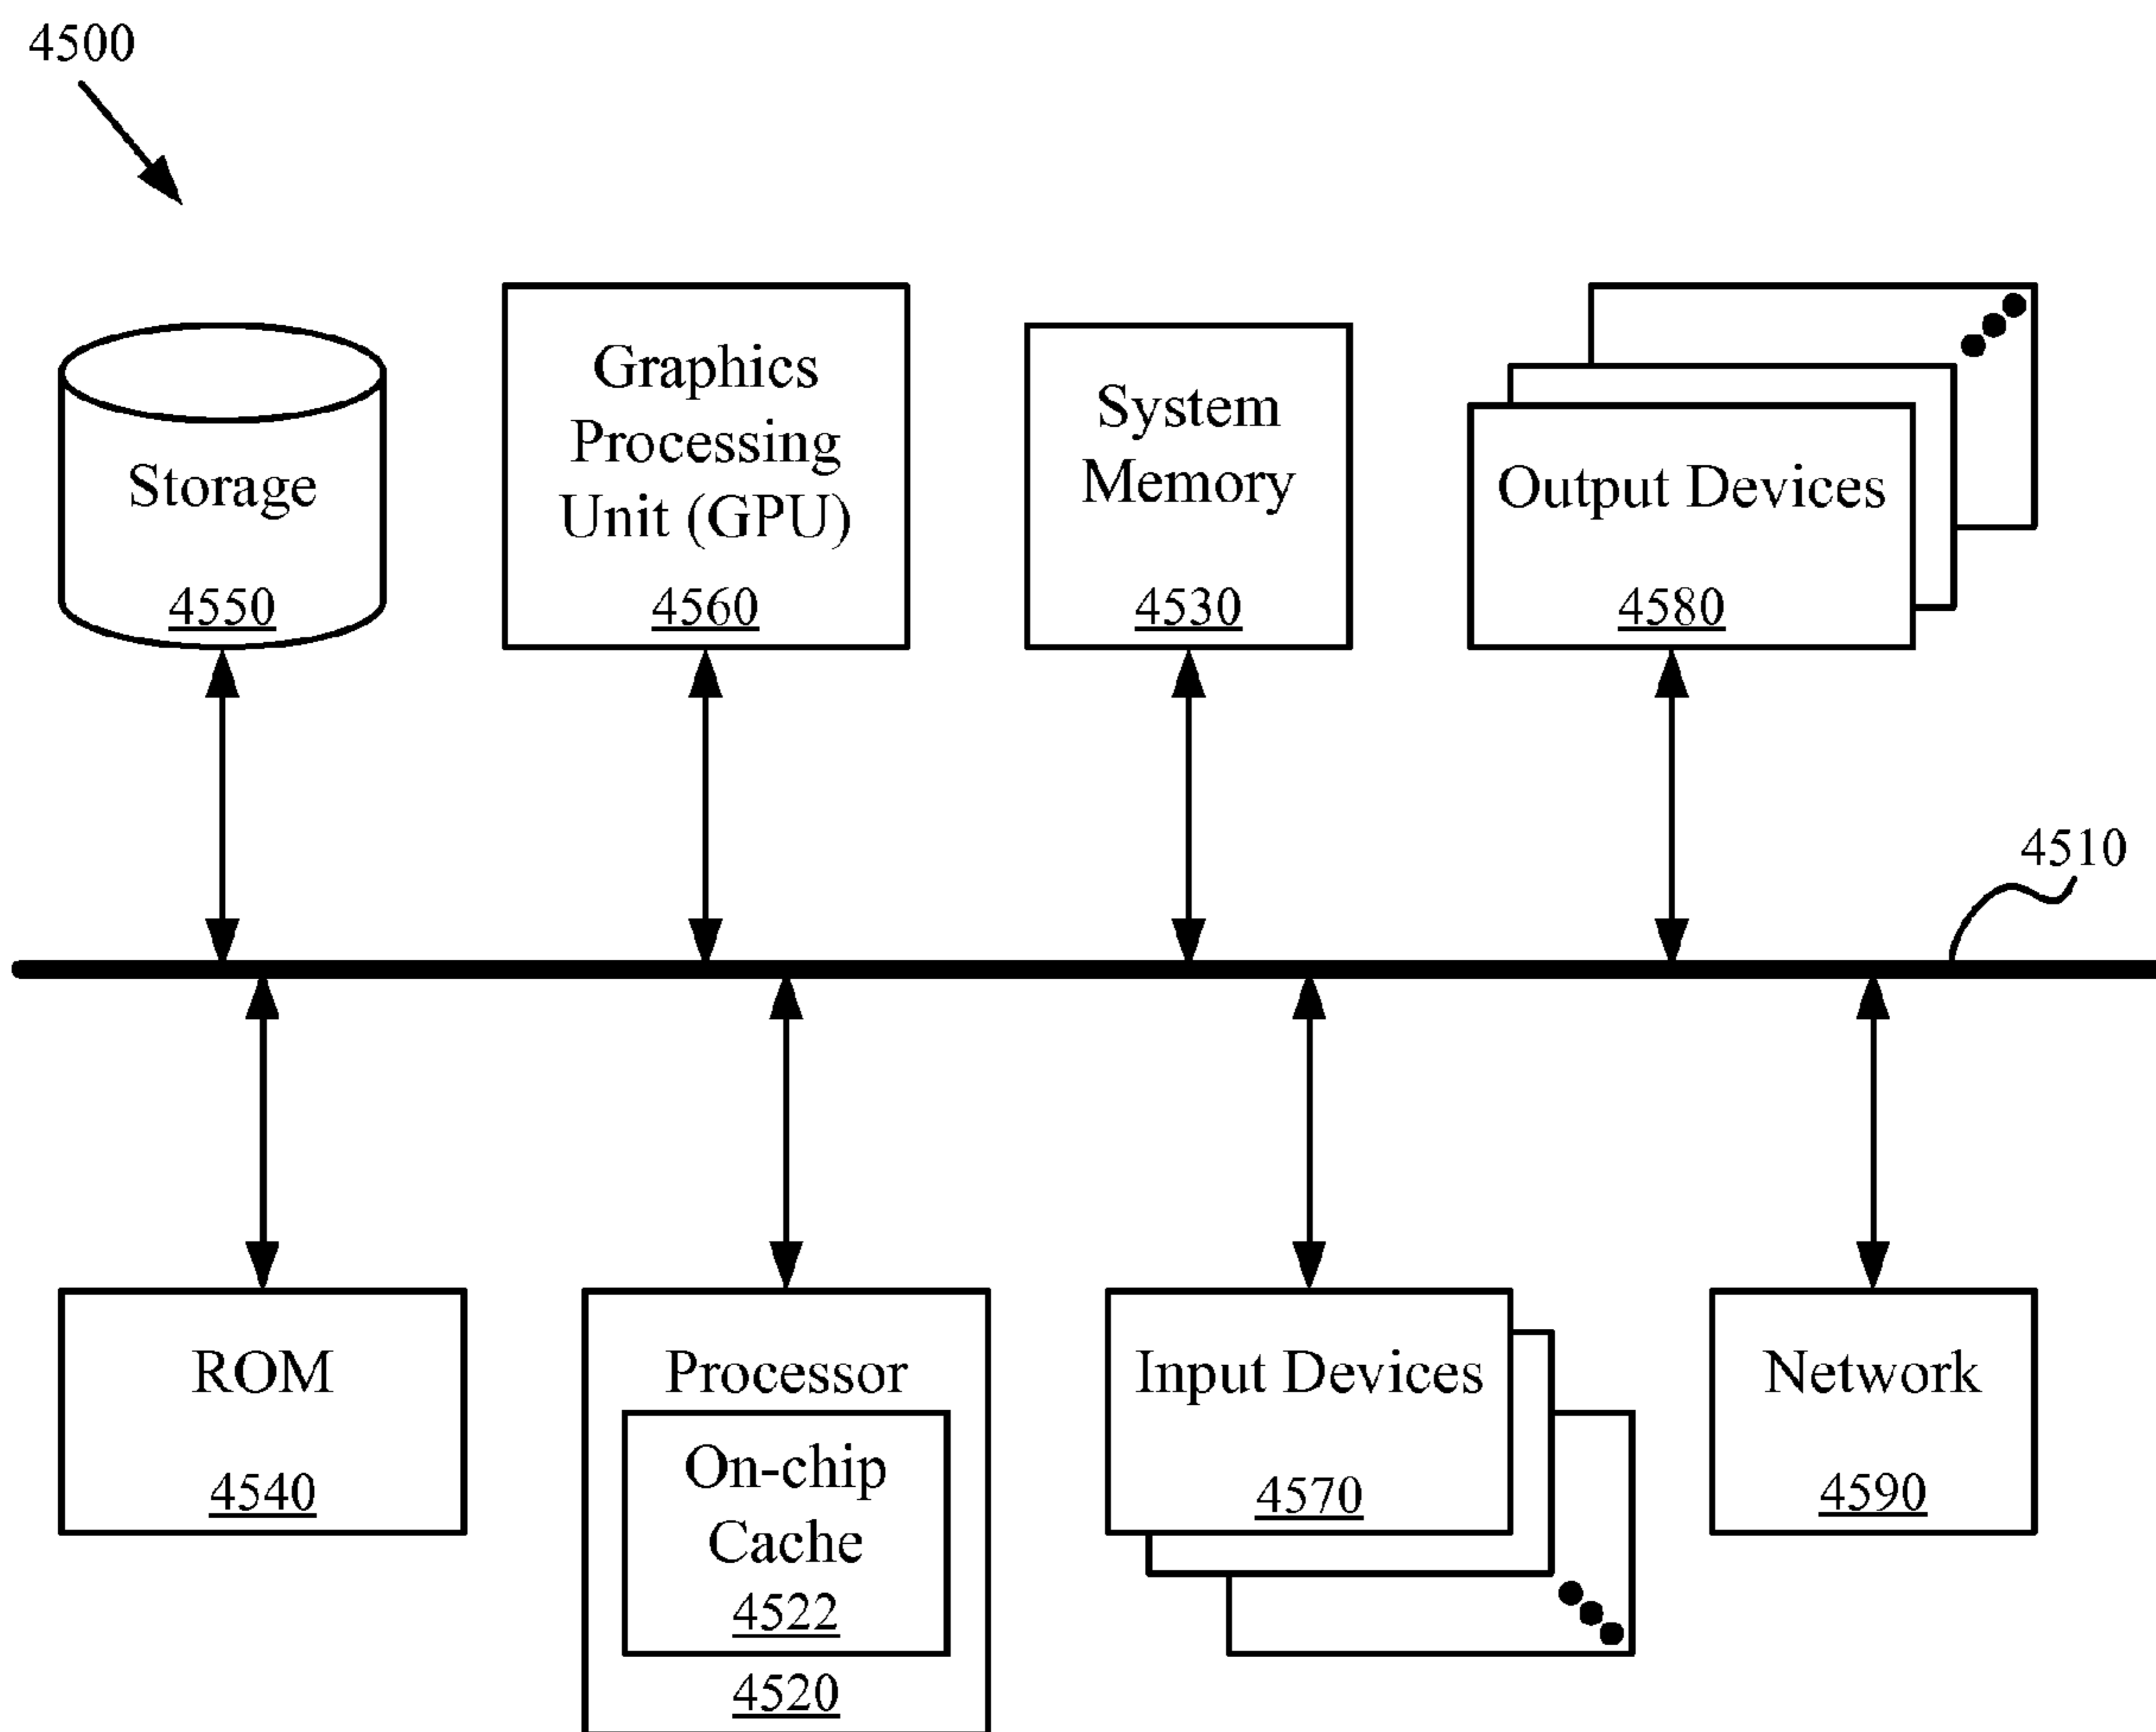 4500
Storage
4550
Graphics
Processing
Unit (GPU)
4560
System
Memory
4530
Output Devices
4580
4510
ROM
4540
Processor
On-chip
Cache
4522
4520
Input Devices
4570
Network
4590